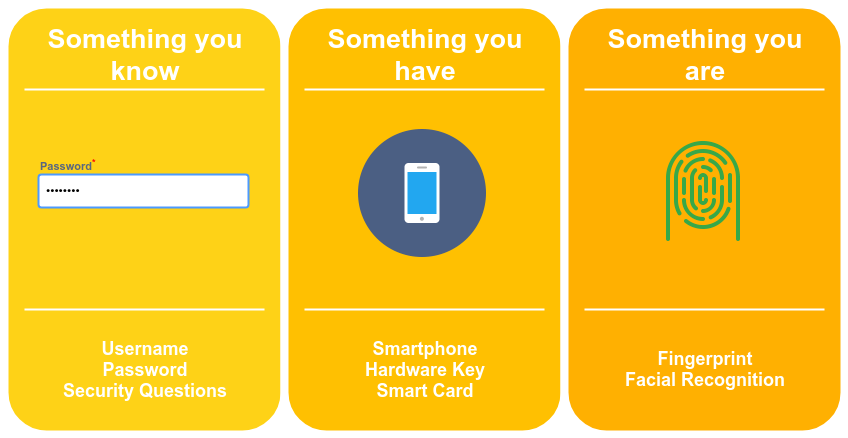 Something you
know
Password*
••••••••
Username
Password
Security Questions
Something you
have
Smartphone
Hardware Key
Smart Card
Something you
are
Fingerprint
Facial Recognition